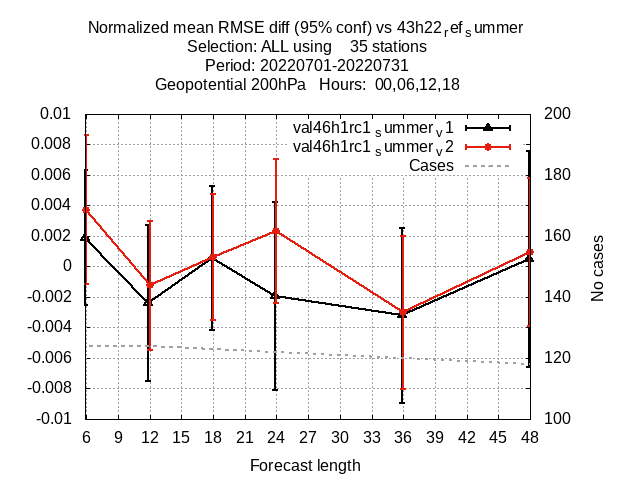 Normalized mean RMSE diff (95% conf) vs 43h22refsummer
Selection: ALL using 35 stations
Period: 20220701-20220731
Geopotential 200hPa Hours: 00,06,12,18
0.01 200
val46h1rc1summerv1
0.008
val46h1rc1summerv2
Cases
0.006 180
0.004
0.002 160
0
-0.002 140
-0.004
-0.006 120
-0.008
-0.01 100
No cases
6 9 12 15 18 21 24 27 30 33 36 39 42 45 48
Forecast length